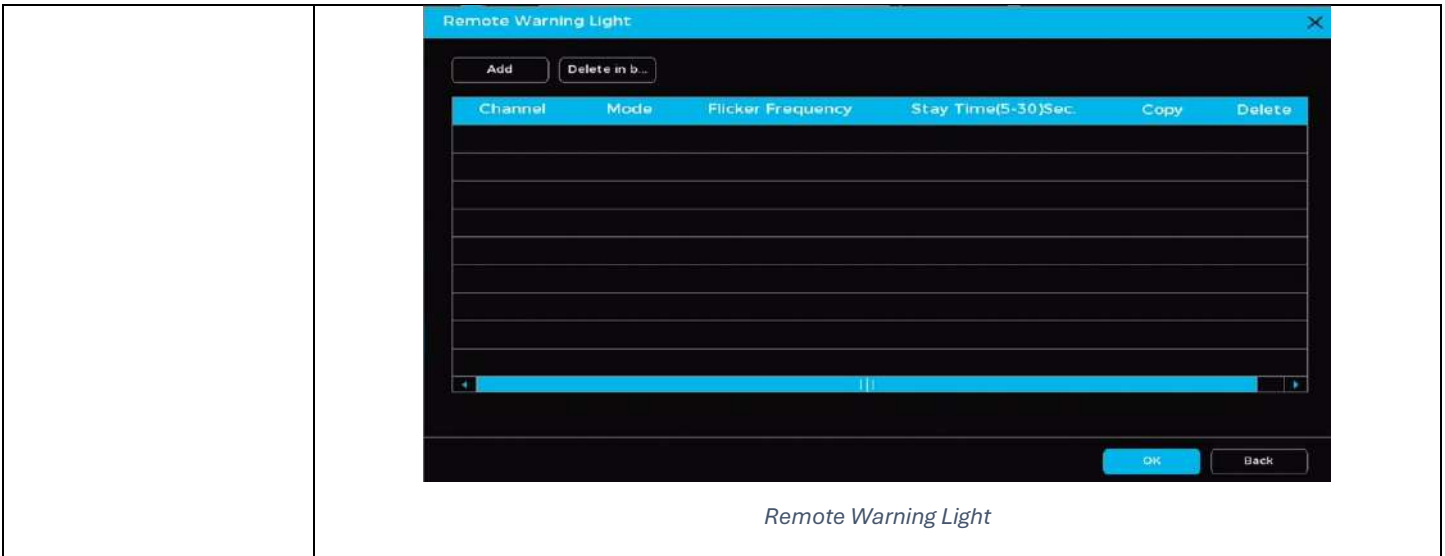 Remote Warning Light
Add Delete in b...
Channel Mode Flicker Frequency Stay Time(5-30)Sec. Copy Delete
OK Back
Remote Warning Light